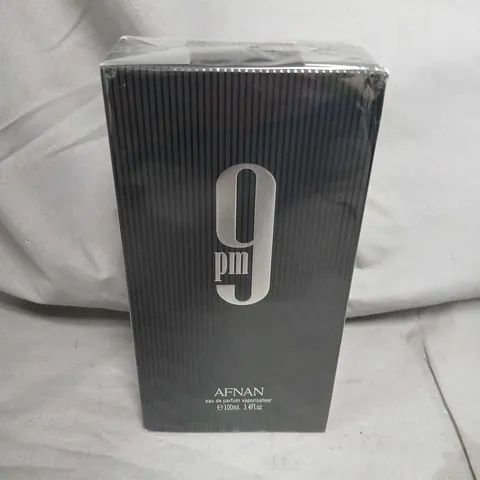 9
pm
AFNAN
eau de parfum vaporisateur
℮100ml. 3.4fl.oz